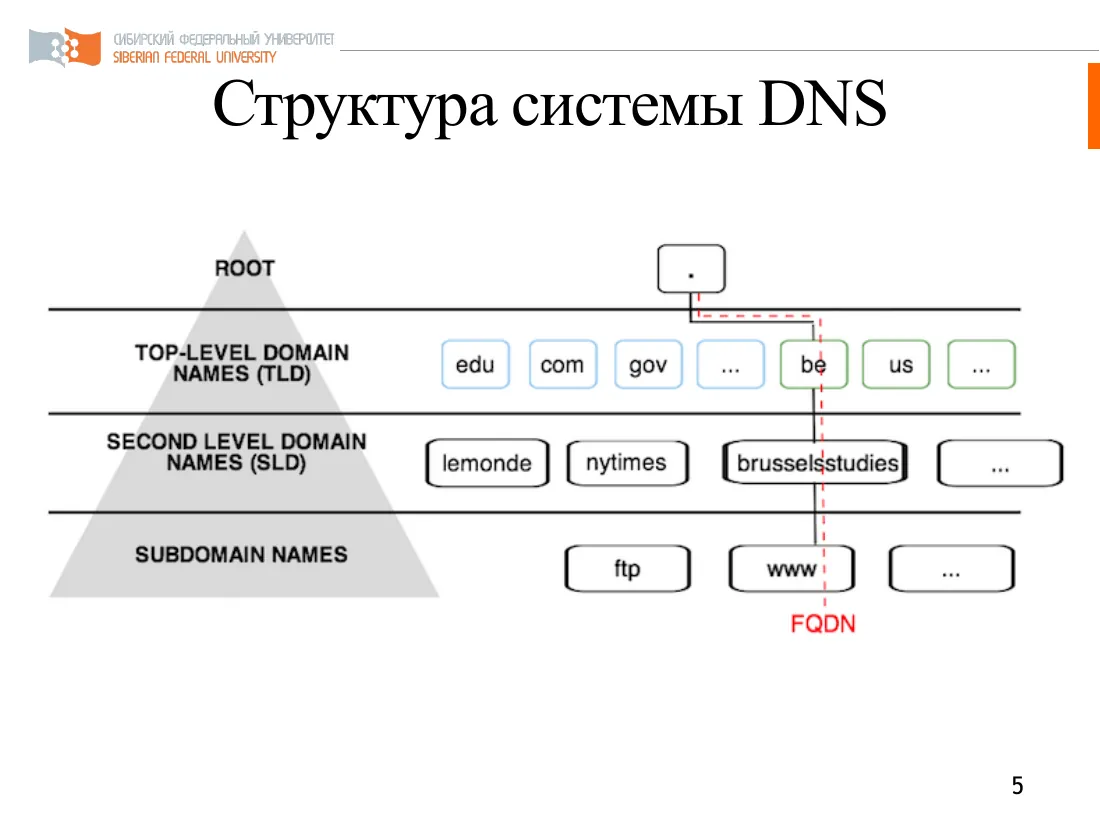 СИБИРСКИЙ ФЕДЕРАЛЬНЫЙ УНИВЕРСИТЕТ
SIBERIAN FEDERAL UNIVERSITY
Структура системы DNS
ROOT
.
TOP-LEVEL DOMAIN
NAMES (TLD)
edu com gov ... be us ...
SECOND LEVEL DOMAIN
NAMES (SLD)
lemonde nytimes brusselsstudies ...
SUBDOMAIN NAMES
ftp www ...
FQDN
5